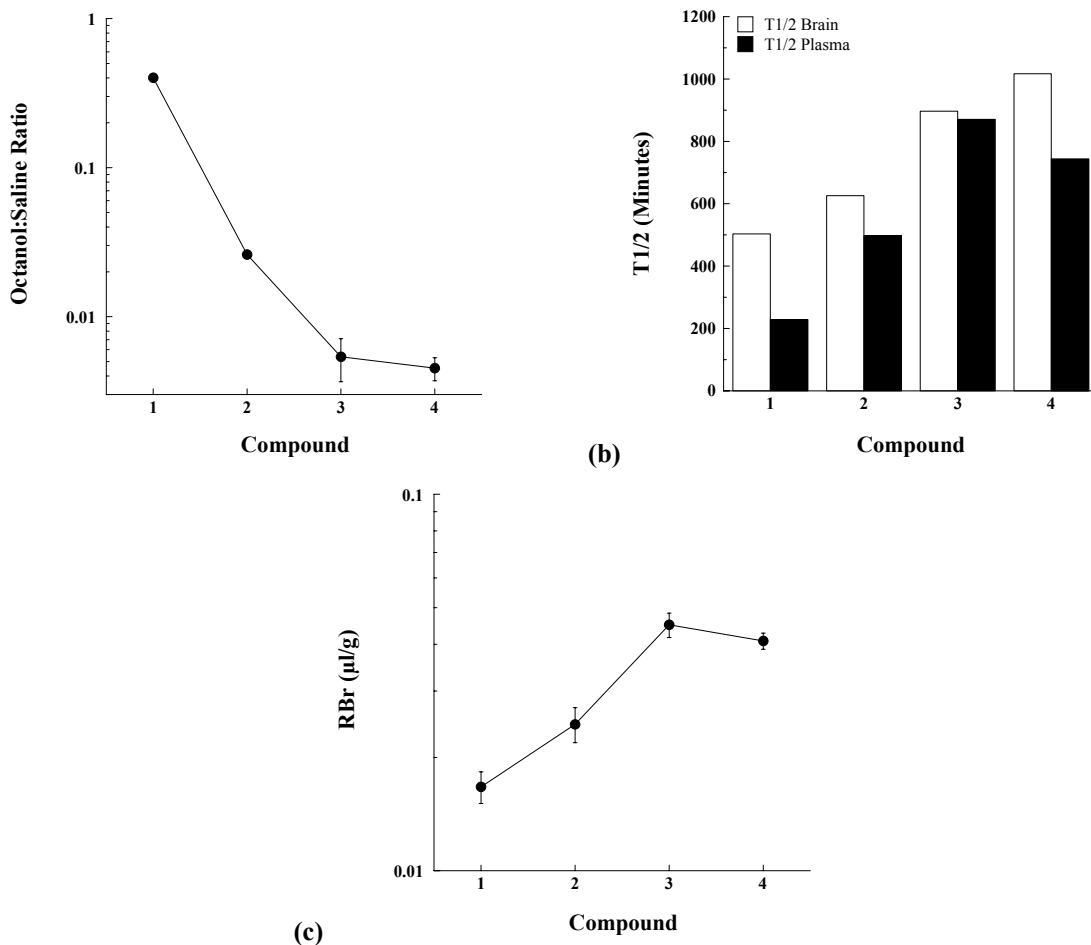 1
0.1
0.01
Octanol:Saline Ratio
1 2 3 4
Compound
T1/2 Brain
T1/2 Plasma
1200
1000
800
600
400
200
0
T1/2 (Minutes)
1 2 3 4
Compound
(b)
0.1
0.01
RBr (µl/g)
1 2 3 4
Compound
(c)